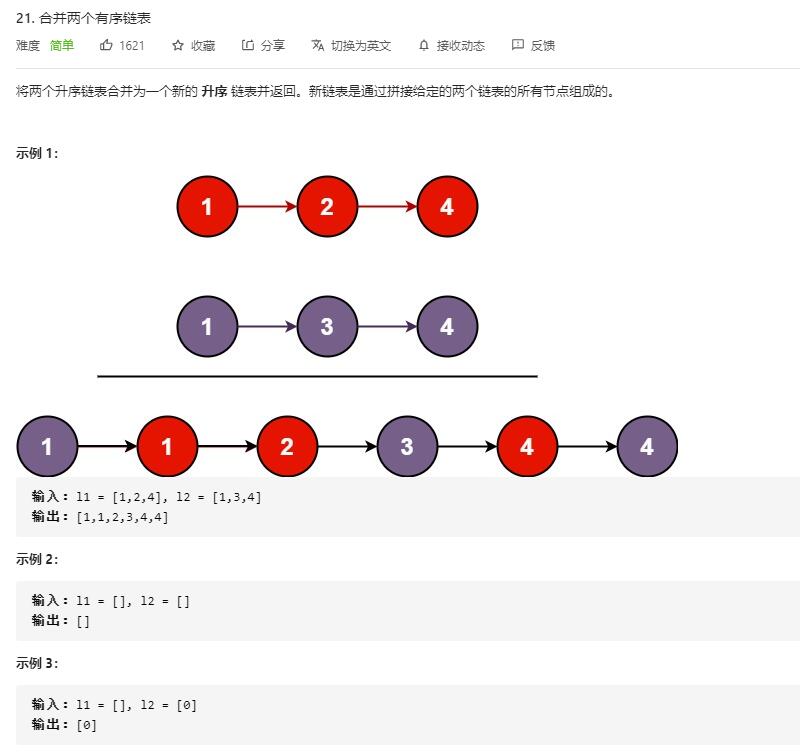 21. 合并两个有序链表
难度 简单 1621 收藏 分享 切换为英文 接收动态 反馈
将两个升序链表合并为一个新的 升序 链表并返回。新链表是通过拼接给定的两个链表的所有节点组成的。
示例 1：
1 2 4
1 3 4
1 1 2 3 4 4
输入：l1 = [1,2,4], l2 = [1,3,4]
输出：[1,1,2,3,4,4]
示例 2：
输入：l1 = [], l2 = []
输出：[]
示例 3：
输入：l1 = [], l2 = [0]
输出：[0]